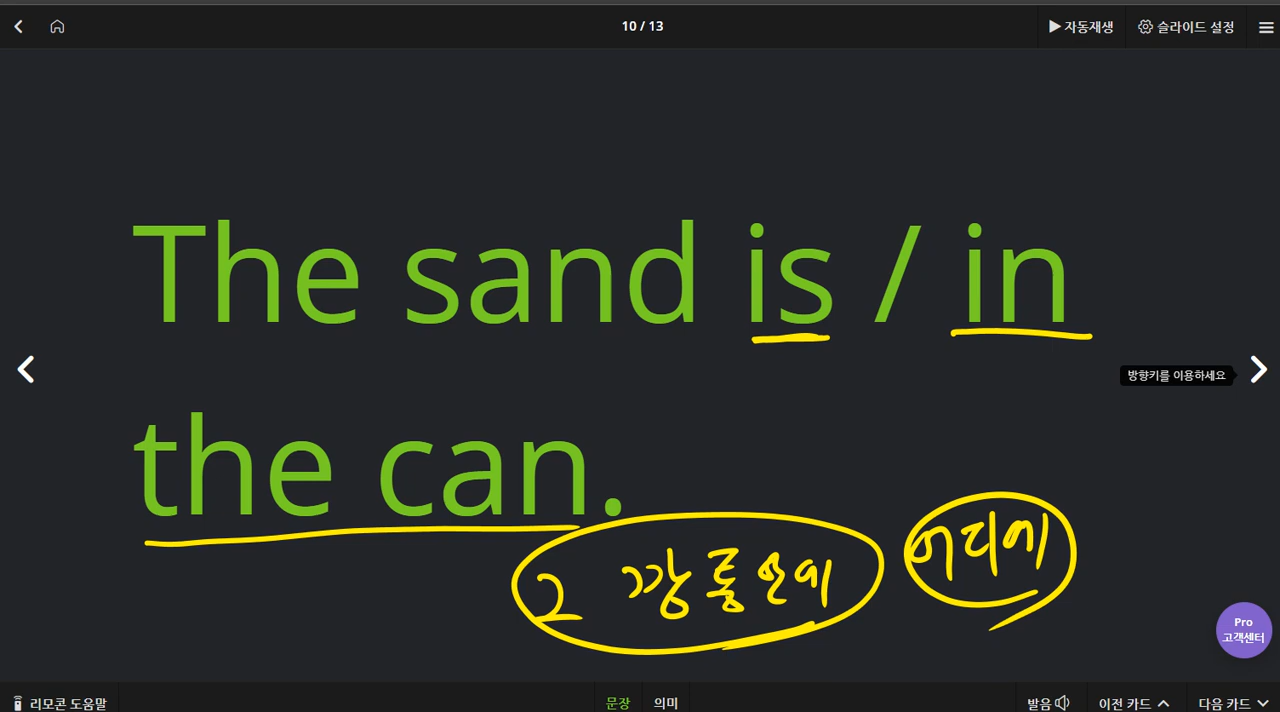 10 / 13
▶ 자동재생
슬라이드 설정
The sand is / in
방향키를 이용하세요
the can.
어디에
그 깡통안에
Pro
고객센터
리모콘 도움말
문장
의미
발음
이전 카드
다음 카드